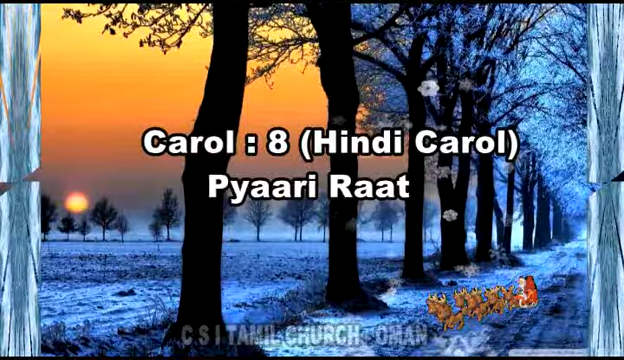 Carol : 8 (Hindi Carol)
Pyaari Raat
C S I TAMIL CHURCH , OMAN